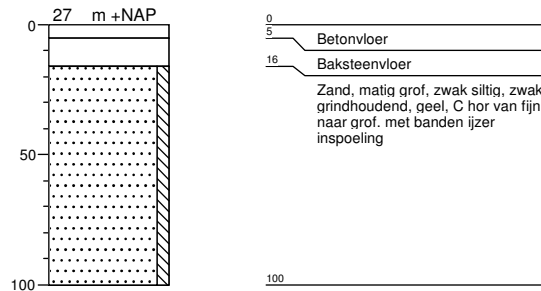 27 m +NAP
0
50
100
0
5
Betonvloer
16
Baksteenvloer
Zand, matig grof, zwak siltig, zwak
grindhoudend, geel, C hor van fijn
naar grof. met banden ijzer
inspoeling
100